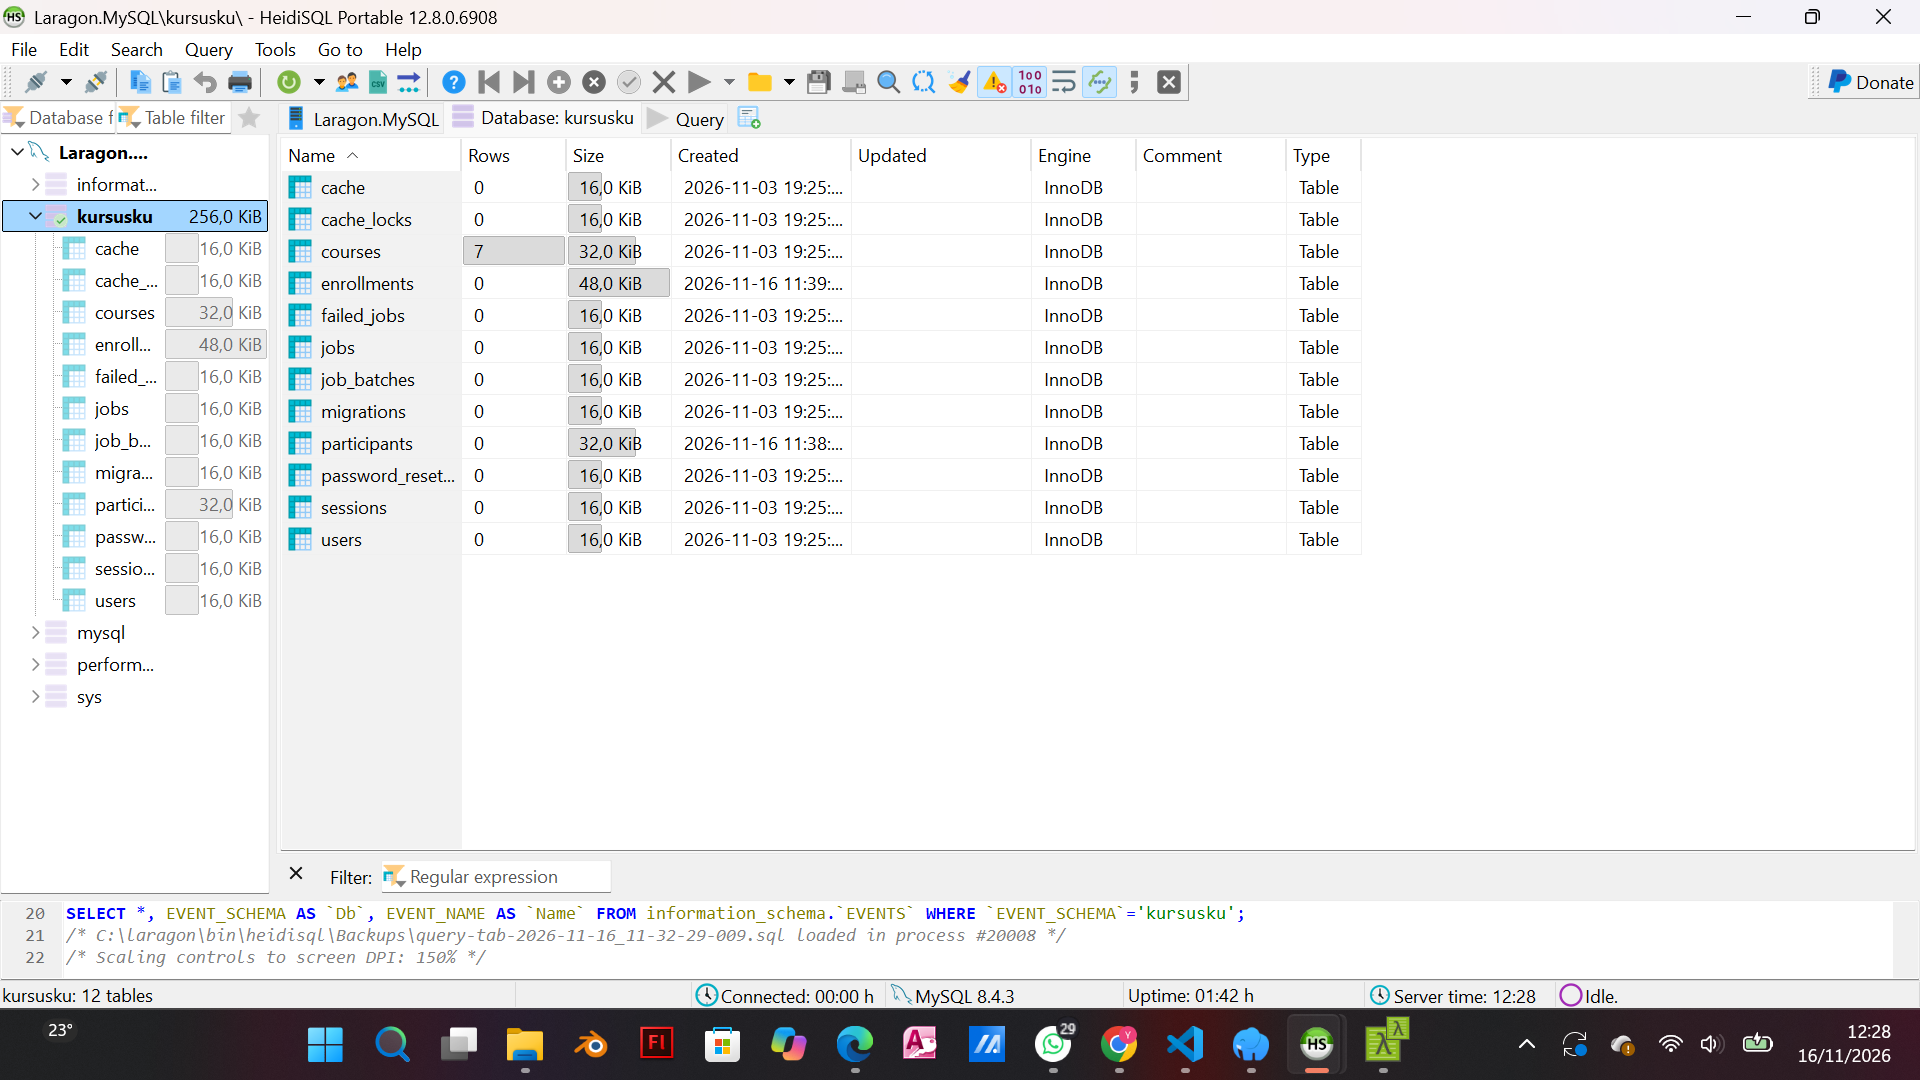 Laragon.MySQL\kursusku\ - HeidiSQL Portable 12.8.0.6908
File Edit Search Query Tools Go to Help
Donate
Database f Table filter Laragon.MySQL Database: kursusku Query
Laragon....
informat...
kursusku 256,0 KiB
cache 16,0 KiB
cache_... 16,0 KiB
courses 32,0 KiB
enroll... 48,0 KiB
failed_... 16,0 KiB
jobs 16,0 KiB
job_b... 16,0 KiB
migra... 16,0 KiB
partici... 32,0 KiB
passw... 16,0 KiB
sessio... 16,0 KiB
users 16,0 KiB
mysql
perform...
sys
Name Rows Size Created Updated Engine Comment Type
cache 0 16,0 KiB 2026-11-03 19:25:... InnoDB Table
cache_locks 0 16,0 KiB 2026-11-03 19:25:... InnoDB Table
courses 7 32,0 KiB 2026-11-03 19:25:... InnoDB Table
enrollments 0 48,0 KiB 2026-11-16 11:39:... InnoDB Table
failed_jobs 0 16,0 KiB 2026-11-03 19:25:... InnoDB Table
jobs 0 16,0 KiB 2026-11-03 19:25:... InnoDB Table
job_batches 0 16,0 KiB 2026-11-03 19:25:... InnoDB Table
migrations 0 16,0 KiB 2026-11-03 19:25:... InnoDB Table
participants 0 32,0 KiB 2026-11-16 11:38:... InnoDB Table
password_reset... 0 16,0 KiB 2026-11-03 19:25:... InnoDB Table
sessions 0 16,0 KiB 2026-11-03 19:25:... InnoDB Table
users 0 16,0 KiB 2026-11-03 19:25:... InnoDB Table
Filter: Regular expression
20 SELECT *, EVENT_SCHEMA AS `Db`, EVENT_NAME AS `Name` FROM information_schema.`EVENTS` WHERE `EVENT_SCHEMA`='kursusku';
21 /* C:\laragon\bin\heidisql\Backups\query-tab-2026-11-16_11-32-29-009.sql loaded in process #20008 */
22 /* Scaling controls to screen DPI: 150% */
kursusku: 12 tables Connected: 00:00 h MySQL 8.4.3 Uptime: 01:42 h Server time: 12:28 Idle.
23°
29
12:28
16/11/2026